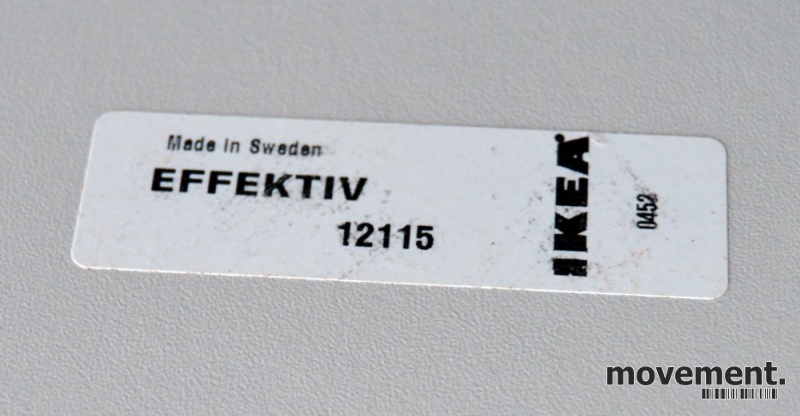 Made in Sweden
EFFEKTIV
12115
IKEA
0452
movement.